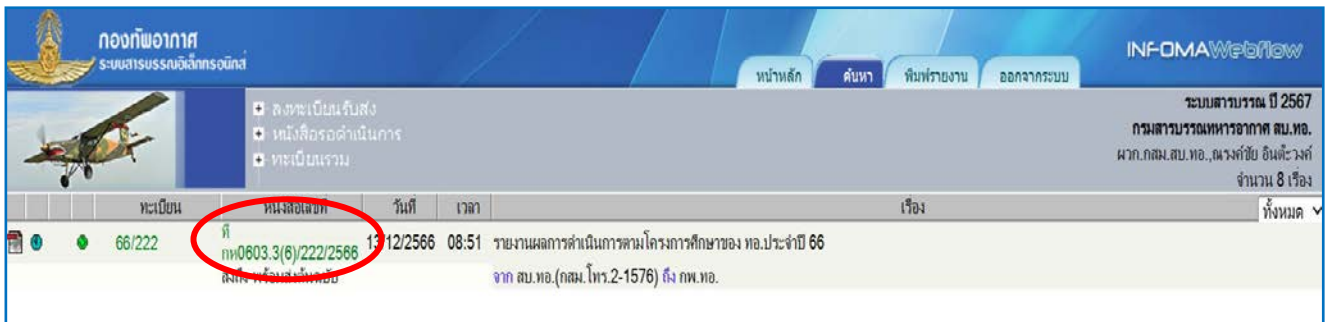 กองทัพอากาศ
ระบบสารบรรณอิเล็กทรอนิกส์
INFOMA Webflow
หน้าหลัก ค้นหา พิมพ์รายงาน ออกจากระบบ
ลงทะเบียนรับส่ง
หนังสือรอดำเนินการ
ทะเบียนรวม
ระบบสารบรรณ ปี 2567
กรมสารบรรณทหารอากาศ สบ.ทอ.
ผวก.กสม.สบ.ทอ.,ณรงค์ชัย อินต๊ะวงค์
จำนวน 8 เรื่อง
ทะเบียน หนังสือเลขที่ วันที่ เวลา เรื่อง ทั้งหมด
66/222 ที่ กห0603.3(6)/222/2566 13/12/2566 08:51 รายงานผลการดำเนินการตามโครงการศึกษาของ ทอ.ประจำปี 66
จาก สบ.ทอ.(กสม.โทร.2-1576) ถึง กพ.ทอ.